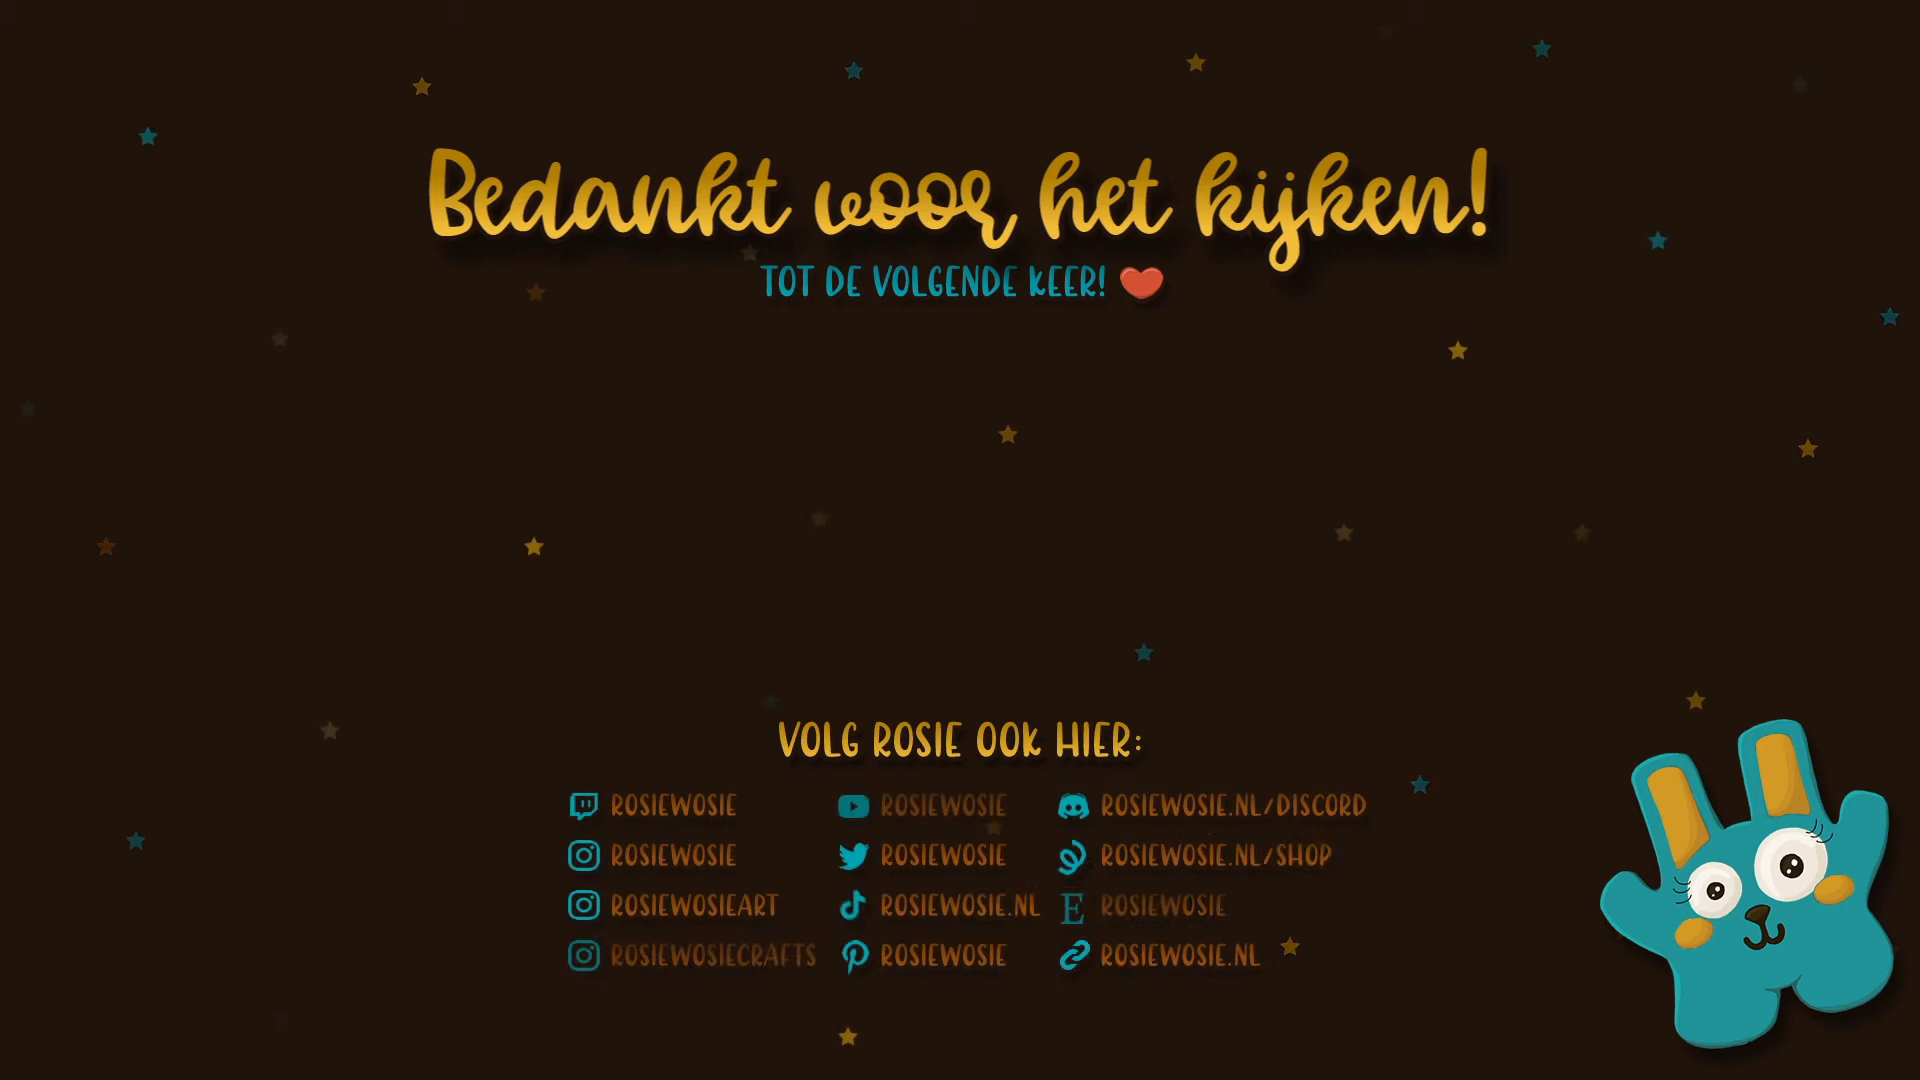 Bedankt voor het kijken!
TOT DE VOLGENDE KEER!
VOLG ROSIE OOK HIER:
ROSIEWOSIE ROSIEWOSIE ROSIEWOSIE.NL/DISCORD
ROSIEWOSIE ROSIEWOSIE ROSIEWOSIE.NL/SHOP
ROSIEWOSIEART ROSIEWOSIE.NL ROSIEWOSIE
ROSIEWOSIECRAFTS ROSIEWOSIE ROSIEWOSIE.NL